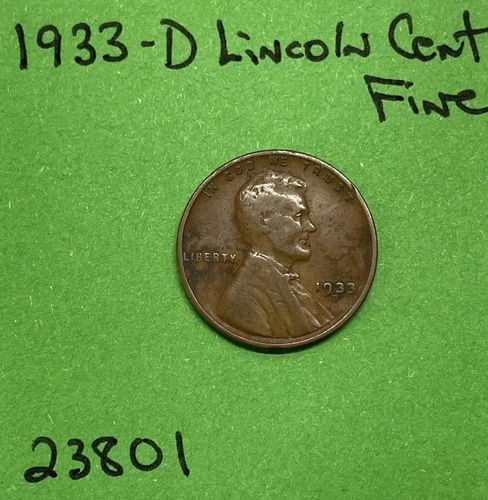 1933-D Lincoln Cent
Fine
IN GOD WE TRUST
LIBERTY
1933
D
23801